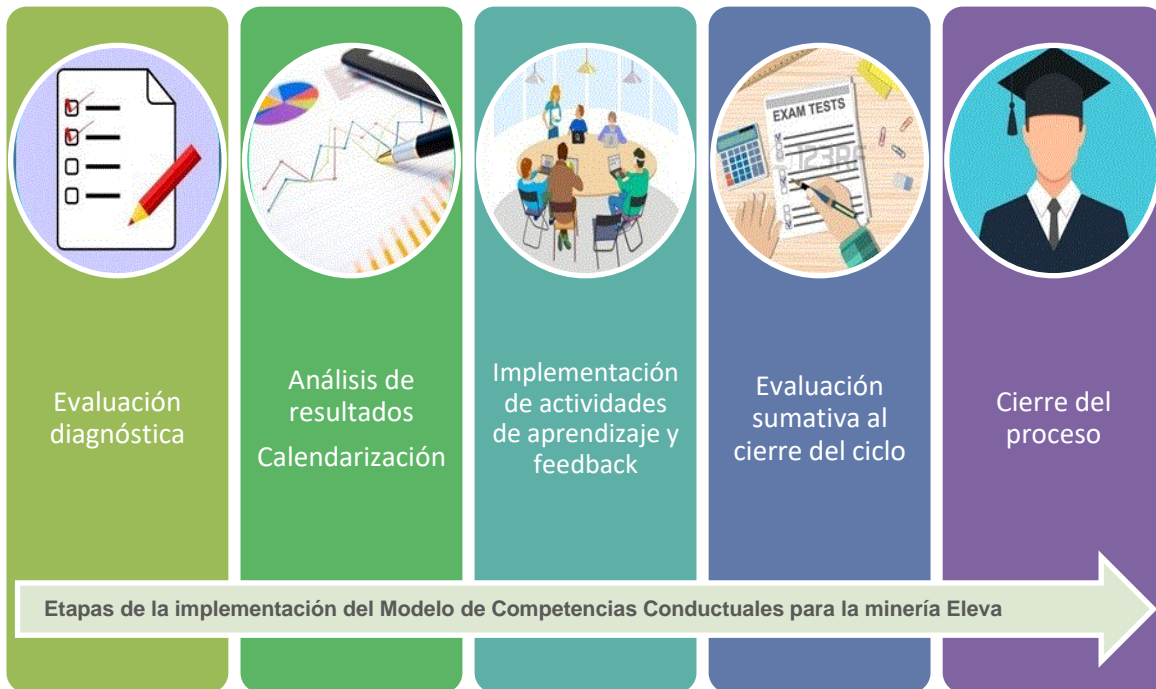 EXAM TESTS
Evaluación
diagnóstica
Análisis de
resultados
Calendarización
Implementación
de actividades
de aprendizaje y
feedback
Evaluación
sumativa al
cierre del ciclo
Cierre del
proceso
Etapas de la implementación del Modelo de Competencias Conductuales para la minería Eleva